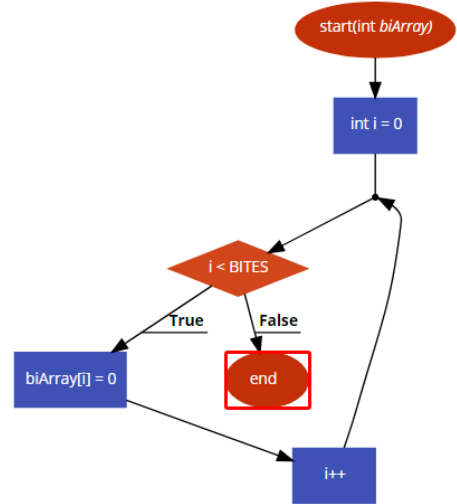 start(int biArray)
int i = 0
i < BITES
True
False
biArray[i] = 0
end
i++